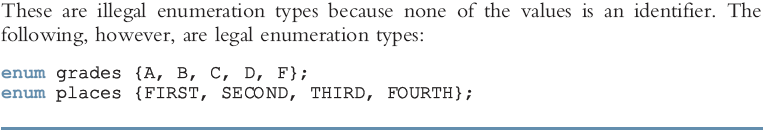 These are illegal enumeration types because none of the values is an identifier. The
following, however, are legal enumeration types:
enum grades {A, B, C, D, F};
enum places {FIRST, SECOND, THIRD, FOURTH};